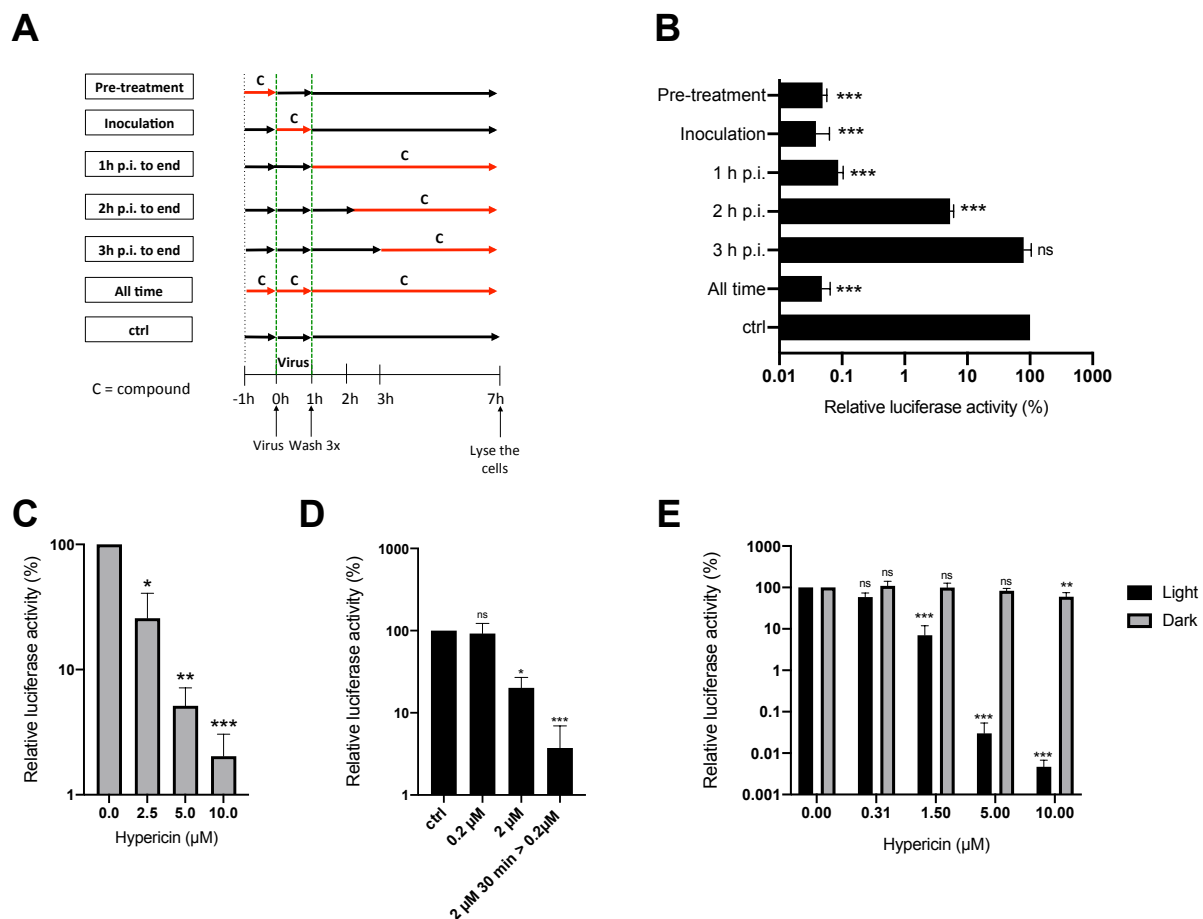 A
Pre-treatment
C
Inoculation
C
1h p.i. to end
C
2h p.i. to end
C
3h p.i. to end
C
All time
C C C
ctrl
Virus
C = compound
-1h 0h 1h 2h 3h 7h
Virus Wash 3x
Lyse the
cells
B
Pre-treatment ***
Inoculation ***
1 h p.i. ***
2 h p.i. ***
3 h p.i. ns
All time ***
ctrl
0.01 0.1 1 10 100 1000
Relative luciferase activity (%)
C
Relative luciferase activity (%)
100
10
1
* ** ***
0.0 2.5 5.0 10.0
Hypericin (µM)
D
Relative luciferase activity (%)
1000
100
10
1
ns * ***
ctrl
0.2 µM
2 µM
2 µM 30 min > 0.2µM
E
Relative luciferase activity (%)
1000
100
10
1
0.1
0.01
0.001
ns ns *** ns *** ns *** **
0.00 0.31 1.50 5.00 10.00
Hypericin (µM)
Light
Dark